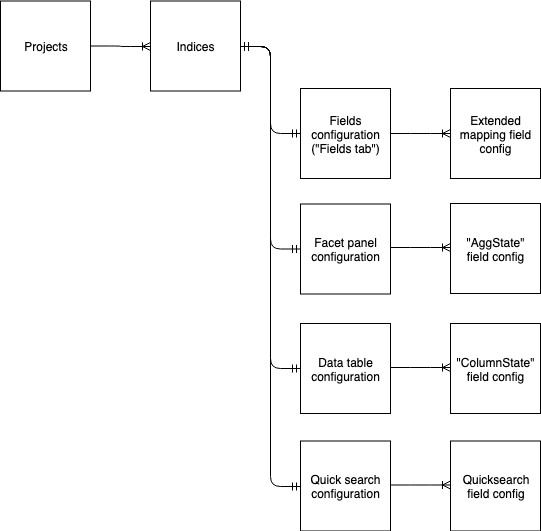 Projects
Indices
Fields
configuration
("Fields tab")
Extended
mapping field
config
Facet panel
configuration
"AggState"
field config
Data table
configuration
"ColumnState"
field config
Quick search
configuration
Quicksearch
field config